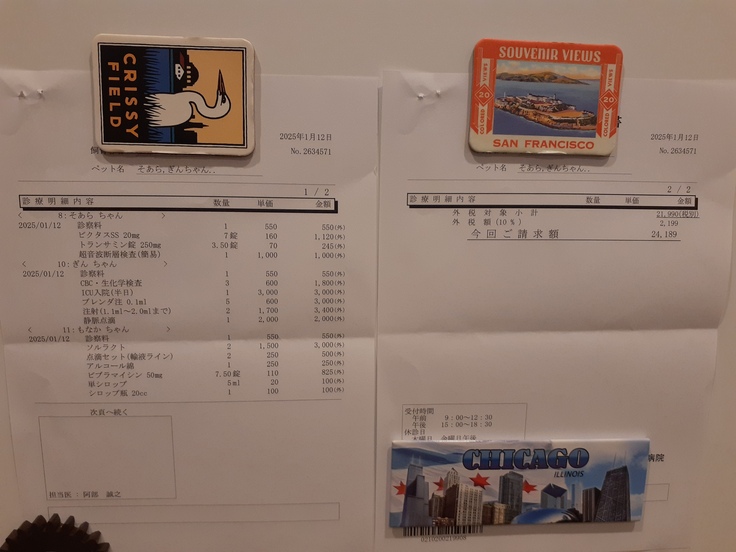 CRISSY
FIELD
2025年1月12日
No.2634571
ペット名 そあら,ぎんちゃん..
1 / 2
診療明細内容 数量 単価 金額
< 8:そあら ちゃん >
2025/01/12 診察料 1 550 550(外)
ビクタスSS 20mg 7錠 160 1,120(外)
トランサミン錠 250mg 3.50錠 70 245(外)
超音波断層検査(簡易) 1 1,000 1,000(外)
< 10:ぎん ちゃん >
2025/01/12 診察料 1 550 550(外)
CBC・生化学検査 3 600 1,800(外)
ICU入院(半日) 1 3,000 3,000(外)
ブレンダ注 0.1ml 5 600 3,000(外)
注射(1.1ml～2.0mlまで) 2 1,700 3,400(外)
静脈点滴 1 2,000 2,000(外)
< 11:もなか ちゃん >
2025/01/12 診察料 1 550 550(外)
ソルラクト 2 1,500 3,000(外)
点滴セット(輸液ライン) 2 250 500(外)
アルコール綿 1 250 250(外)
ビブラマイシン 50mg 7.50錠 110 825(外)
単シロップ 5ml 20 100(外)
シロップ瓶 20cc 1 100 100(外)
次頁へ続く
担当医 : 阿部 誠之
SOUVENIR VIEWS
SERIES
20
COLORED
VIEWS
20
COLORED
SAN FRANCISCO
2025年1月12日
No.2634571
ペット名 そあら,ぎんちゃん..
2 / 2
診療明細内容 数量 単価 金額
外税対象小計 21,990(税別)
外税額(10%) 2,199
今回ご請求額 24,189
受付時間
午前 9:00～12:30
午後 15:00～18:30
休診日
木曜日 金曜日午後
病院
CHICAGO
ILLINOIS